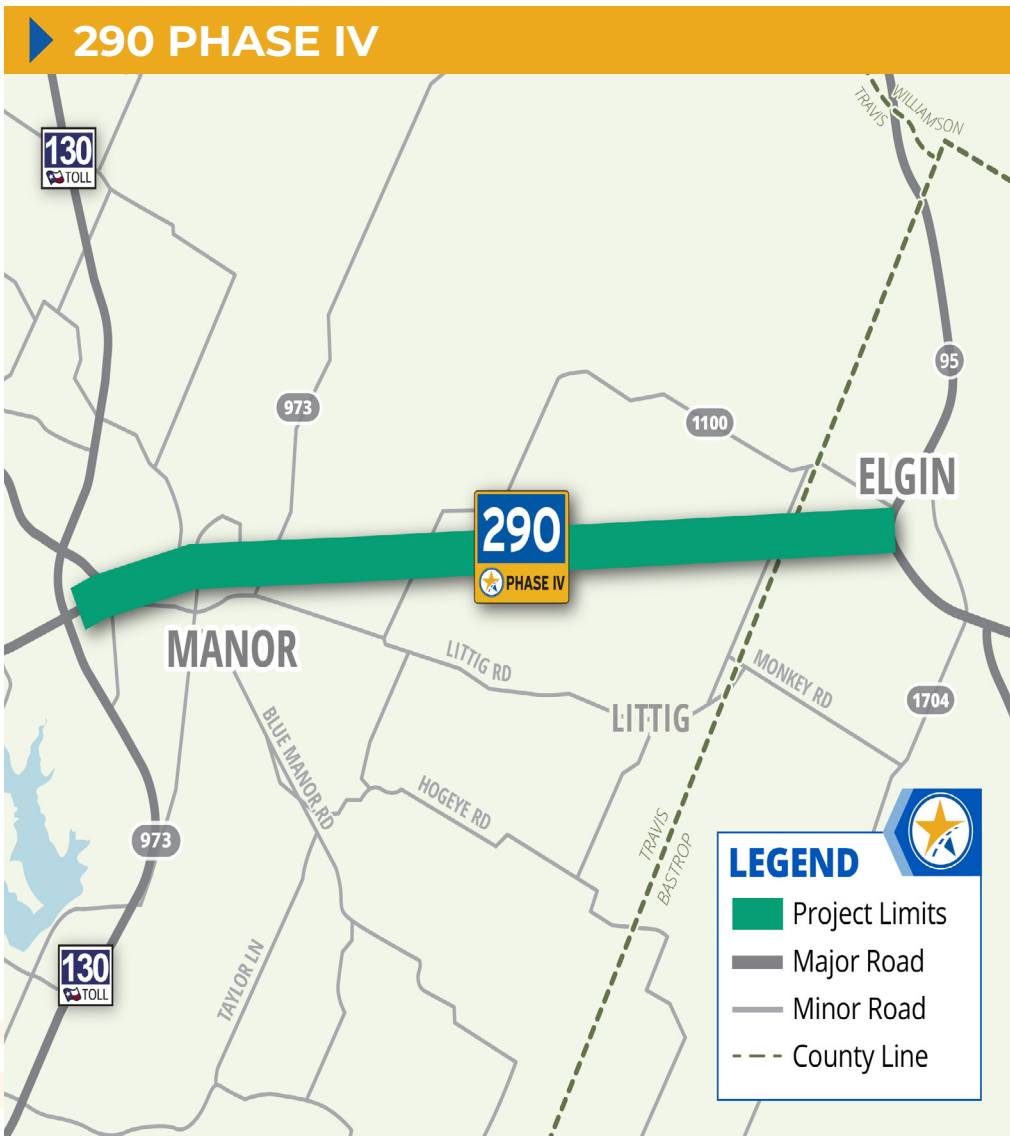 290 PHASE IV
WILLIAMSON
TRAVIS
130
TOLL
95
973
1100
ELGIN
290
PHASE IV
MANOR
LITTIG RD
MONKEY RD
LITTIG
1704
BLUE MANOR RD
HOGEYE RD
973
TRAVIS
BASTROP
130
TOLL
TAYLOR LN
LEGEND
Project Limits
Major Road
Minor Road
County Line